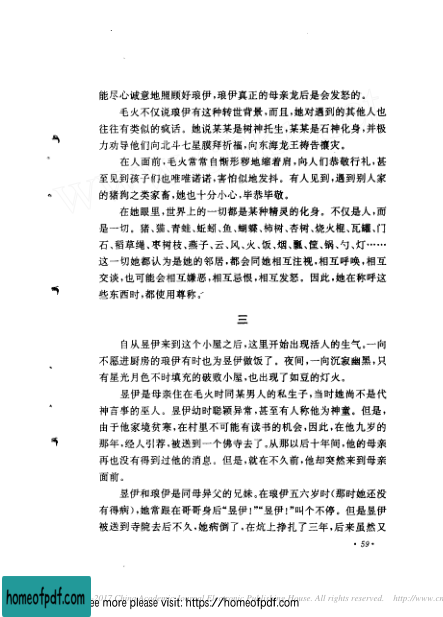 能尽心诚意地照顾好琅伊,琅伊真正的母亲龙后是会发怒的。
毛火不仅说琅伊有这种转世背景,而且,她对遇到的其他人也
往往有类似的疯话。她说某某是树神托生,某某是石神化身,并极
力劝导他们向北斗七星膜拜祈福,向东海龙王祷告攘灾。
在人面前,毛火常常自惭形秽地缩着肩,向人们恭敬行礼,甚
至见到孩子们也唯唯诺诺,害怕似地发抖。有人见到,遇到别人家
的猪狗之类家畜,她也十分小心,毕恭毕敬。
在她眼里,世界上的一切都是某种精灵的化身。不仅是人,而
是一切。猪、猫、青蛙、蚯蚓、鱼、蝴蝶、柿树、杏树、烧火棍、瓦罐、门
石、稻草绳、枣树枝、燕子、云、风、火、饭、烟、瓢、筐、锅、勺、灯……
这一切她都认为是她的邻居,都会同她相互注视,相互呼唤,相互
交谈,也可能会相互嫌恶,相互忌恨,相互发怒。因此,她在称呼这
些东西时,都使用尊称。
三
自从昱伊来到这个小屋之后,这里开始出现活人的生气。一向
不愿进厨房的琅伊有时也为昱伊做饭了。夜间,一向沉寂幽黑,只
有星光月色不时填充的破败小屋,也出现了如豆的灯火。
昱伊是母亲住在毛火时同某男人的私生子,当时她尚不是代
神言事的巫人。昱伊幼时聪颖异常,甚至有人称他为神童。但是,
由于他家境贫寒,在村里不可能有读书的机会,因此,在他九岁的
那年,经人引荐,被送到一个佛寺去了。从那以后十年间,他的母亲
再也没有得到过他的消息。但是,就在不久前,他却突然来到母亲
面前。
昱伊和琅伊是同母异父的兄妹。在琅伊五六岁时(那时她还没
有得病),她常跟在哥哥身后“昱伊!”“昱伊!”叫个不停。但是昱伊
被送到寺院去后不久,她病倒了,在炕上挣扎了三年,后来虽然又
·59·
2017 China Academic Journal Electronic Publishing House. All rights reserved. http://www.cn
homeofpdf.com
ee more please visit: https://homeofpdf.com